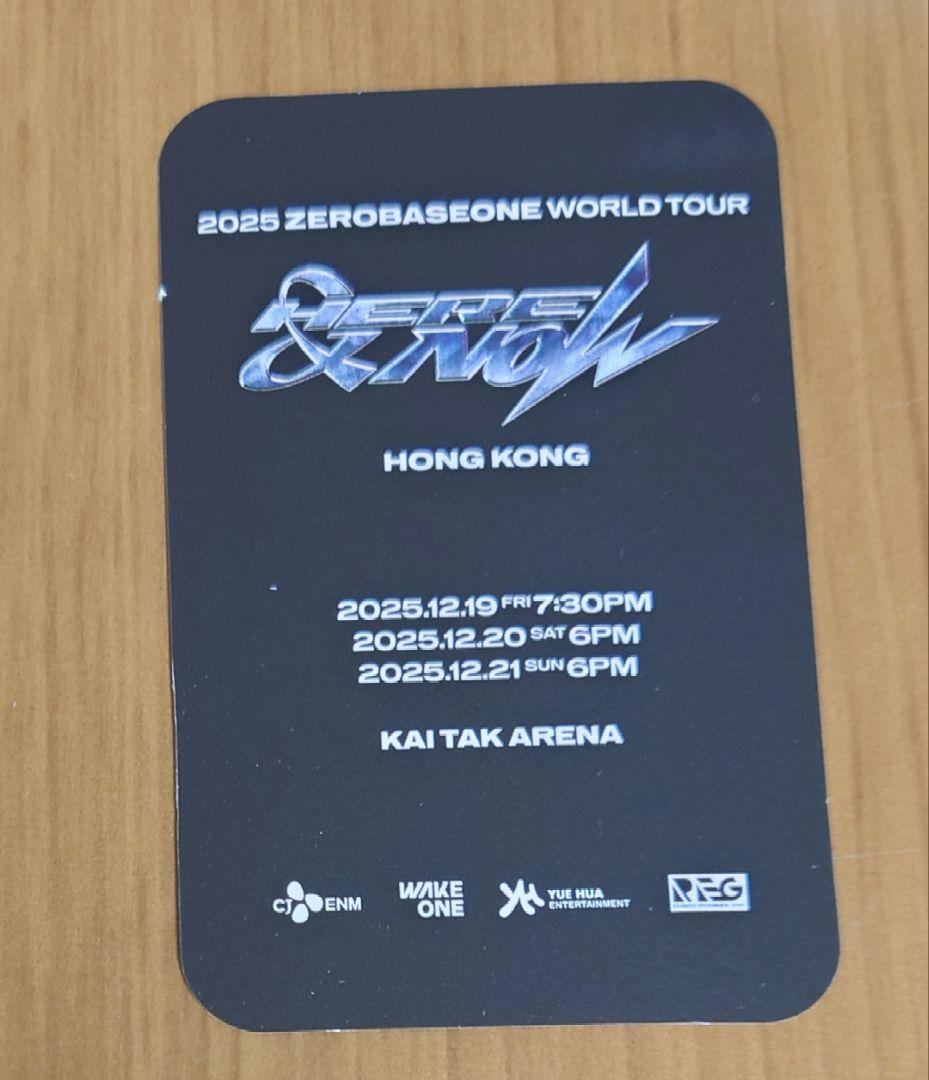 2025 ZEROBASEONE WORLD TOUR
HERE
& NOW
HONG KONG
2025.12.19 FRI 7:30PM
2025.12.20 SAT 6PM
2025.12.21 SUN 6PM
KAI TAK ARENA
CJ ENM
WAKE
ONE
YUE HUA
ENTERTAINMENT